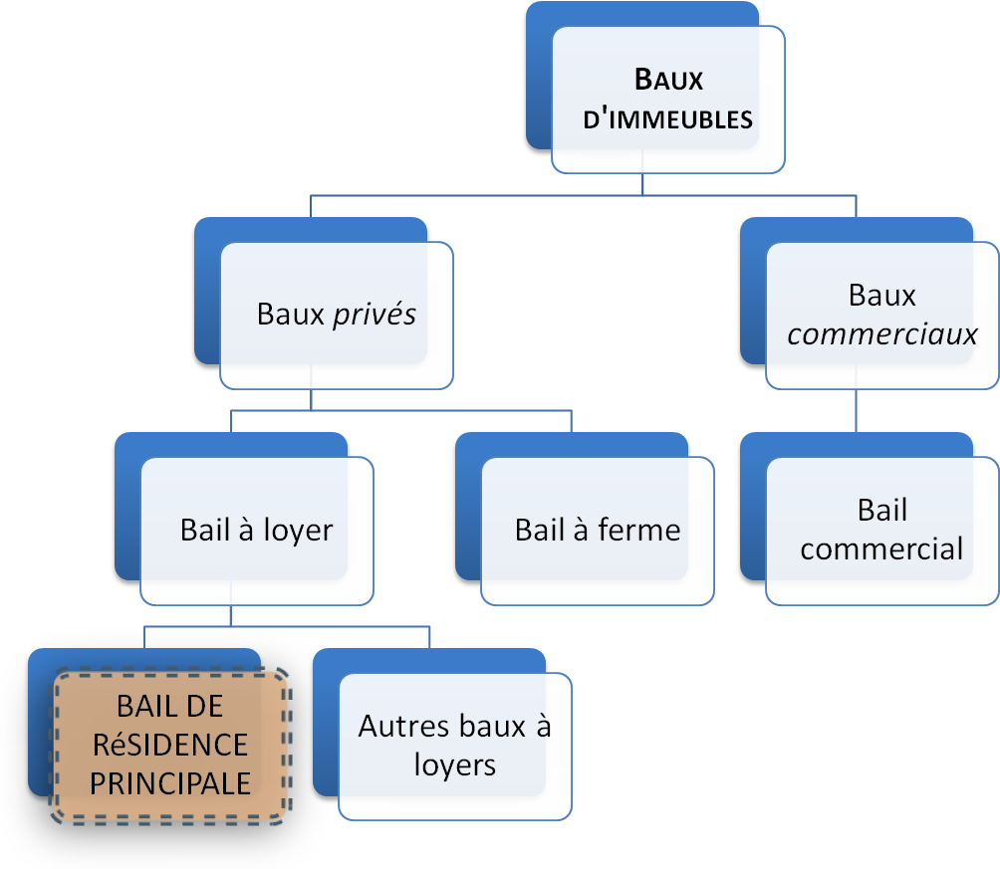 BAUX
D'IMMEUBLES
Baux privés
Baux
commerciaux
Bail à loyer
Bail à ferme
Bail
commercial
BAIL DE
RéSIDENCE
PRINCIPALE
Autres baux à
loyers